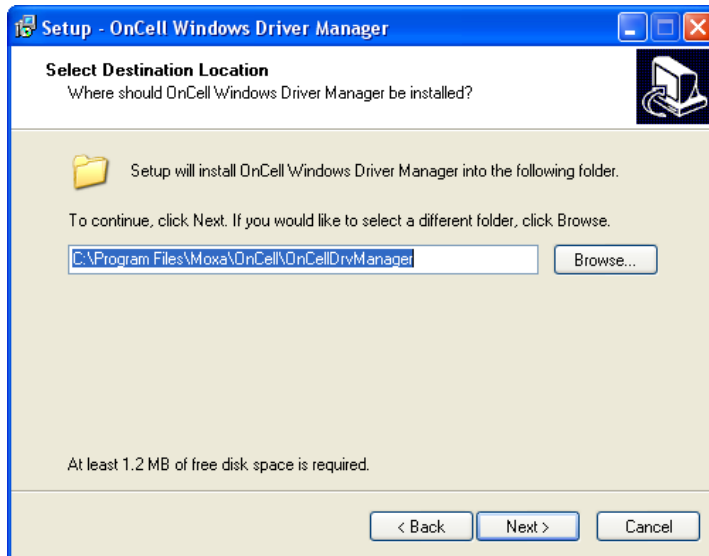 Setup - OnCell Windows Driver Manager
Select Destination Location
Where should OnCell Windows Driver Manager be installed?
Setup will install OnCell Windows Driver Manager into the following folder.
To continue, click Next. If you would like to select a different folder, click Browse.
C:\Program Files\Moxa\OnCell\OnCellDrvManager
Browse...
At least 1.2 MB of free disk space is required.
< Back
Next >
Cancel